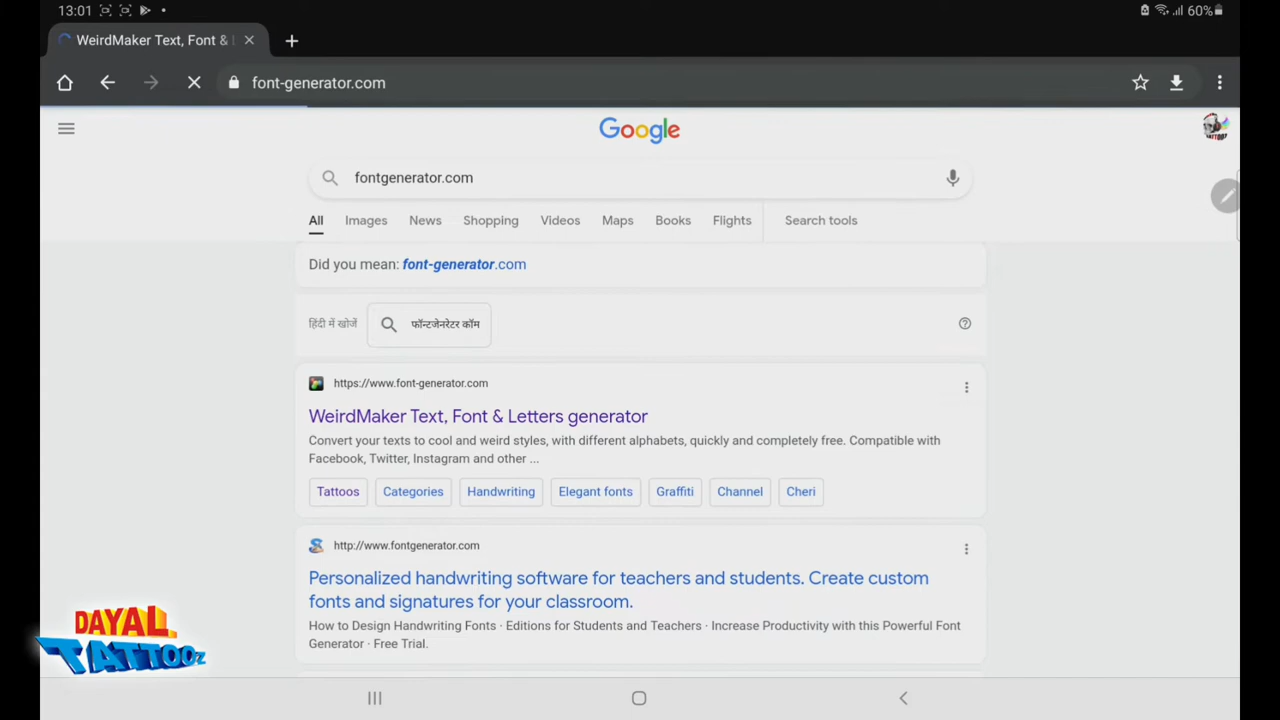 13:01
60%
WeirdMaker Text, Font &
font-generator.com
Google
fontgenerator.com
All Images News Shopping Videos Maps Books Flights Search tools
Did you mean: font-generator.com
हिंदी में खोजें फॉन्टजेनरेटर कॉम
https://www.font-generator.com
WeirdMaker Text, Font & Letters generator
Convert your texts to cool and weird styles, with different alphabets, quickly and completely free. Compatible with
Facebook, Twitter, Instagram and other ...
Tattoos Categories Handwriting Elegant fonts Graffiti Channel Cheri
http://www.fontgenerator.com
Personalized handwriting software for teachers and students. Create custom
fonts and signatures for your classroom.
How to Design Handwriting Fonts · Editions for Students and Teachers · Increase Productivity with this Powerful Font
Generator · Free Trial.
DAYAL
TATTOOZ